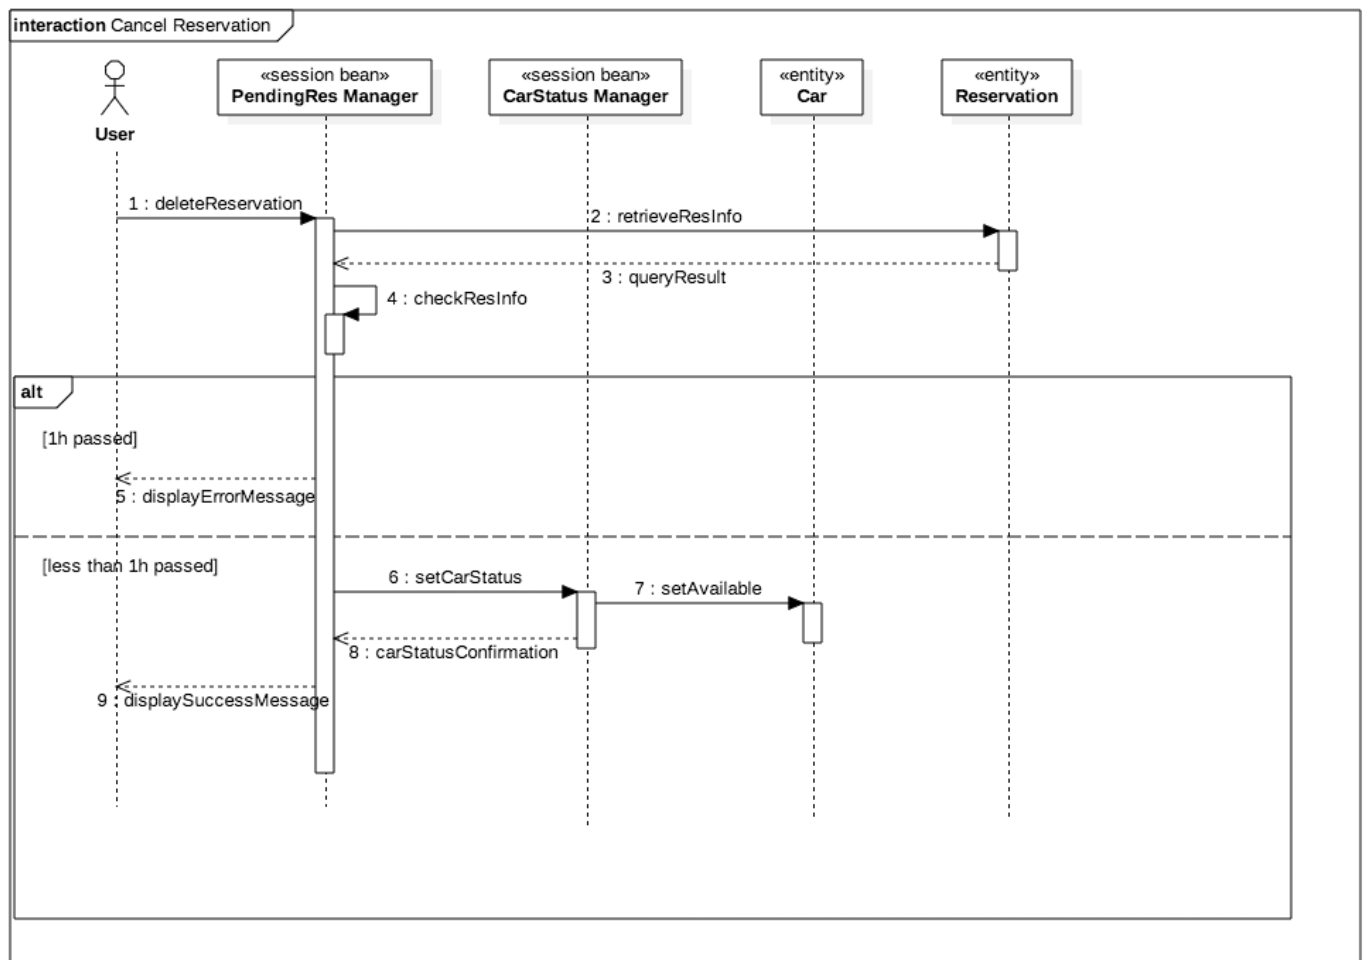 interaction Cancel Reservation
«session bean»
PendingRes Manager
«session bean»
CarStatus Manager
«entity»
Car
«entity»
Reservation
User
1 : deleteReservation
2 : retrieveResInfo
3 : queryResult
4 : checkResInfo
alt
[1h passed]
5 : displayErrorMessage
[less than 1h passed]
6 : setCarStatus
7 : setAvailable
8 : carStatusConfirmation
9 : displaySuccessMessage